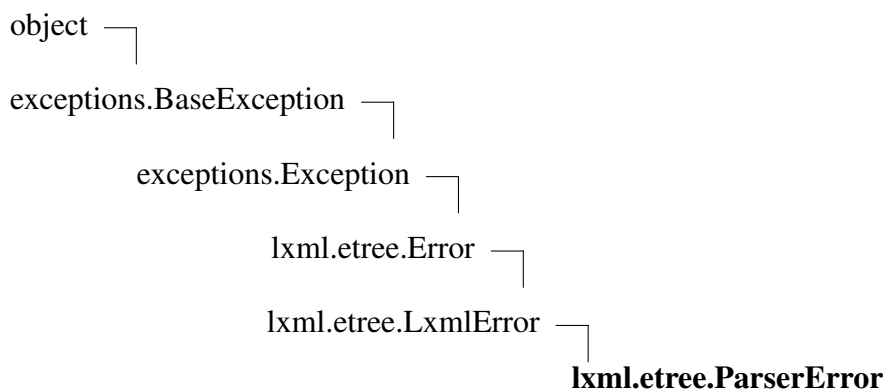 object
exceptions.BaseException
exceptions.Exception
lxml.etree.Error
lxml.etree.LxmlError
lxml.etree.ParserError